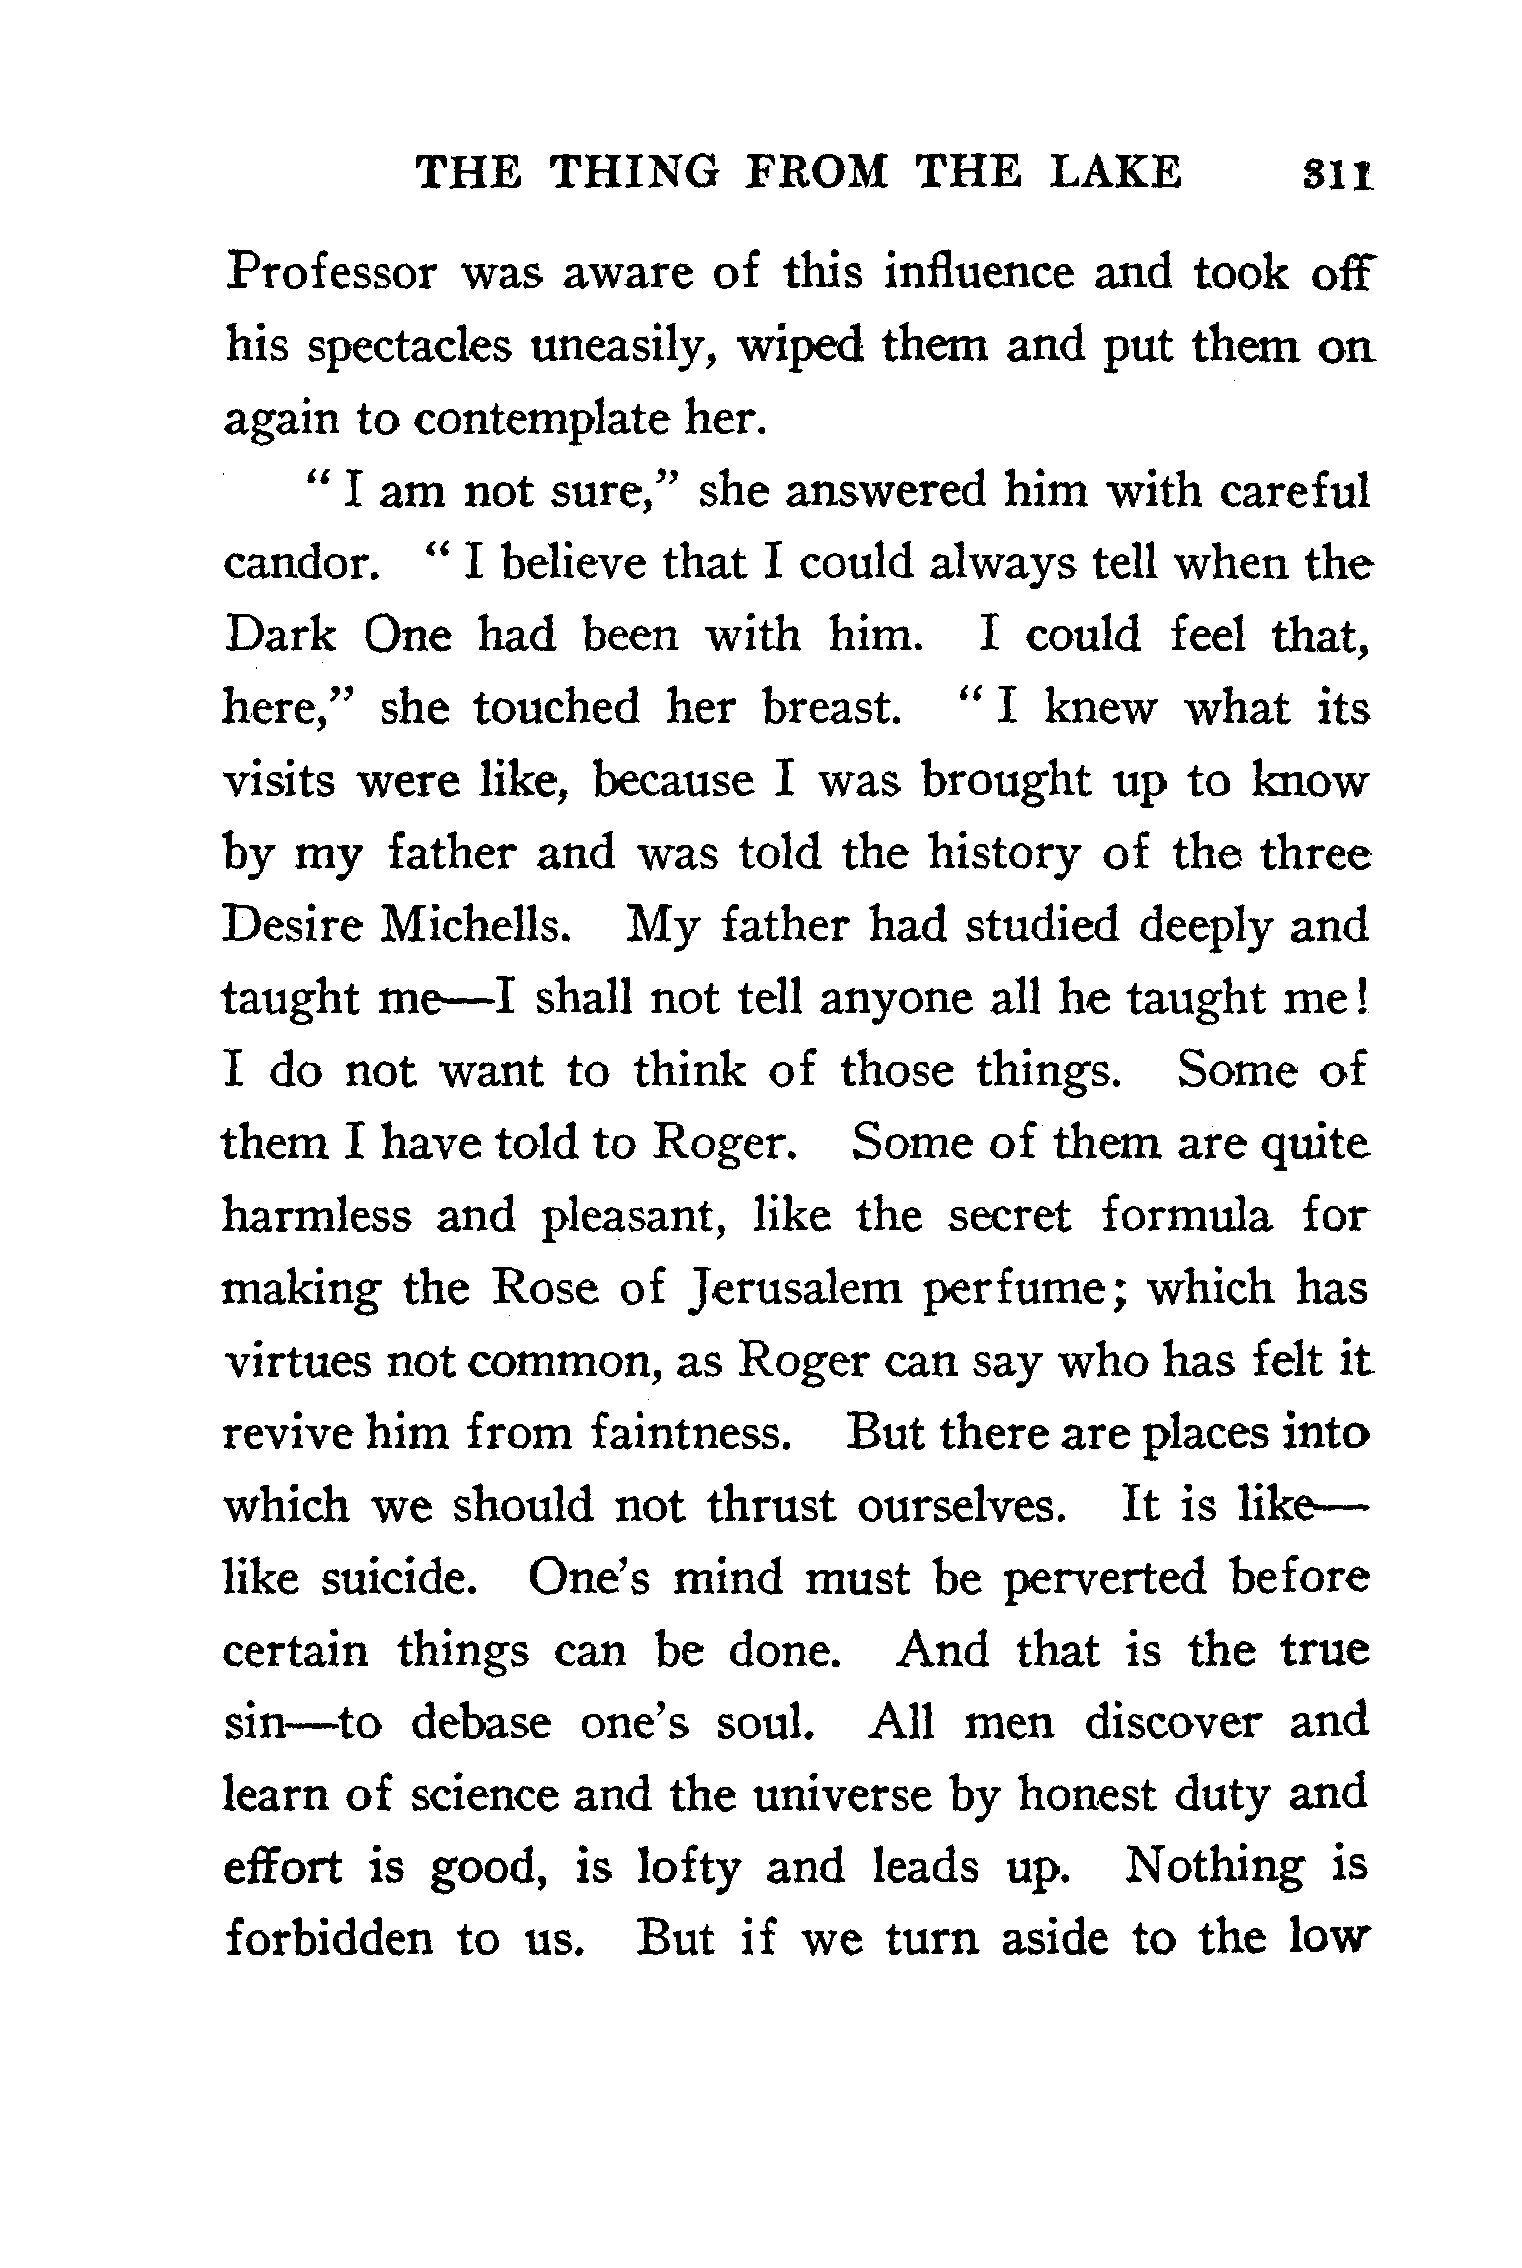 THE THING FROM THE LAKE 311
Professor was aware of this influence and took off
his spectacles uneasily, wiped them and put them on
again to contemplate her.
“ I am not sure,” she answered him with careful
candor. “ I believe that I could always tell when the
Dark One had been with him. I could feel that,
here,” she touched her breast. “ I knew what its
visits were like, because I was brought up to know
by my father and was told the history of the three
Desire Michells. My father had studied deeply and
taught me—I shall not tell anyone all he taught me!
I do not want to think of those things. Some of
them I have told to Roger. Some of them are quite
harmless and pleasant, like the secret formula for
making the Rose of Jerusalem perfume; which has
virtues not common, as Roger can say who has felt it
revive him from faintness. But there are places into
which we should not thrust ourselves. It is like—
like suicide. One’s mind must be perverted before
certain things can be done. And that is the true
sin—to debase one’s soul. All men discover and
learn of science and the universe by honest duty and
effort is good, is lofty and leads up. Nothing is
forbidden to us. But if we turn aside to the low